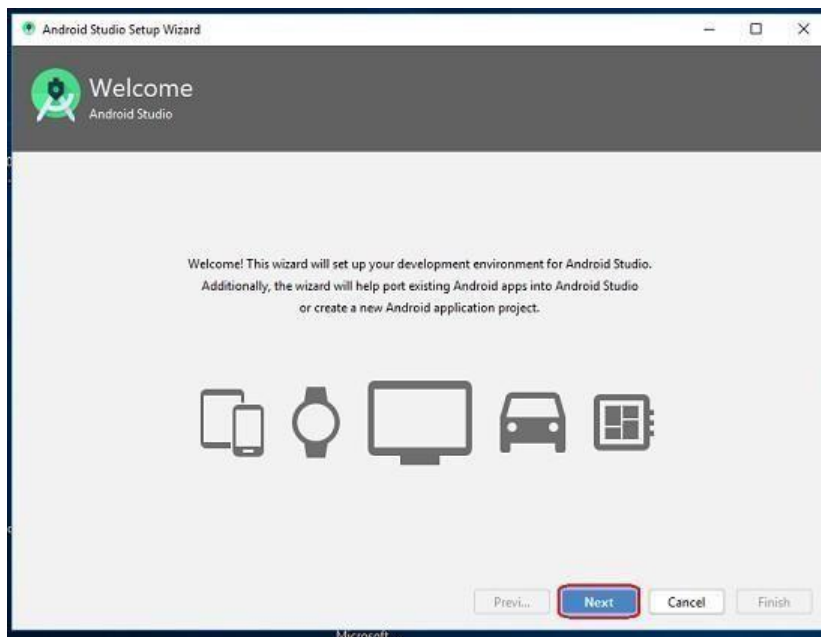 Android Studio Setup Wizard
Welcome
Android Studio
Welcome! This wizard will set up your development environment for Android Studio.
Additionally, the wizard will help port existing Android apps into Android Studio
or create a new Android application project.
Previ... Next Cancel Finish
Microsoft